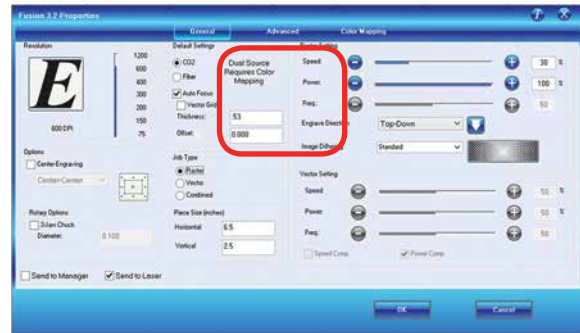 Fusion 3.2 Properties
General Advanced Color Mapping
Resolution
E
1200
600
400
300
200
150
75
600 DPI
Options
Center-Engraving
Center-Center
Rotary Options
3-Jaw Chuck
Diameter: 0.100
Send to Manager Send to Laser
Default Settings
CO2
Fiber
Auto Focus
Vector Grid
Thickness: 53
Offset: 0.000
Dual Source
Requires Color
Mapping
Job Type
Raster
Vector
Combined
Piece Size (inches)
Horizontal 6.5
Vertical 2.5
Raster Setting
Speed: 30 %
Power: 100 %
Freq.: 50
Engrave Direction Top-Down
Image Dithering Standard
Vector Setting
Speed 50 %
Power: 50 %
Freq.: 50
Speed Comp. Power Comp.
OK Cancel